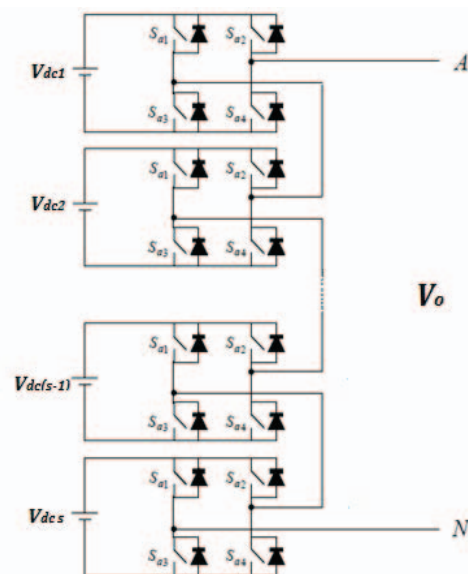 Sa1 Sa2
A
Vdc1
Sa3 Sa4
Sa1 Sa2
Vdc2
Sa3 Sa4
Vo
Sa1 Sa2
Vdc(s-1)
Sa3 Sa4
Sa1 Sa2
Vdcs
N
Sa3 Sa4